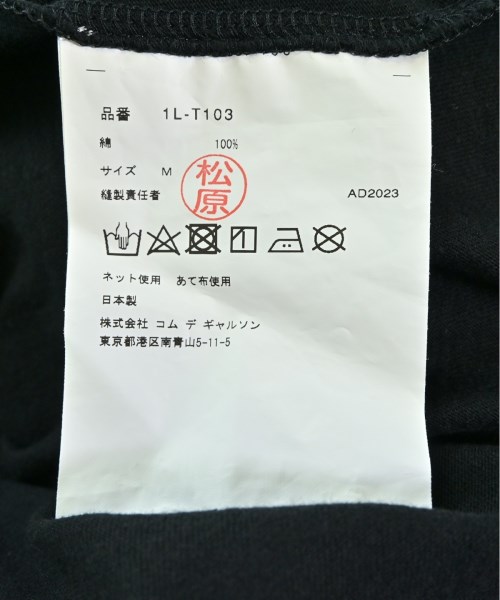 品番 1L-T103
綿 100%
サイズ M
松原
縫製責任者 AD2023
ネット使用 あて布使用
日本製
株式会社 コム デ ギャルソン
東京都港区南青山5-11-5